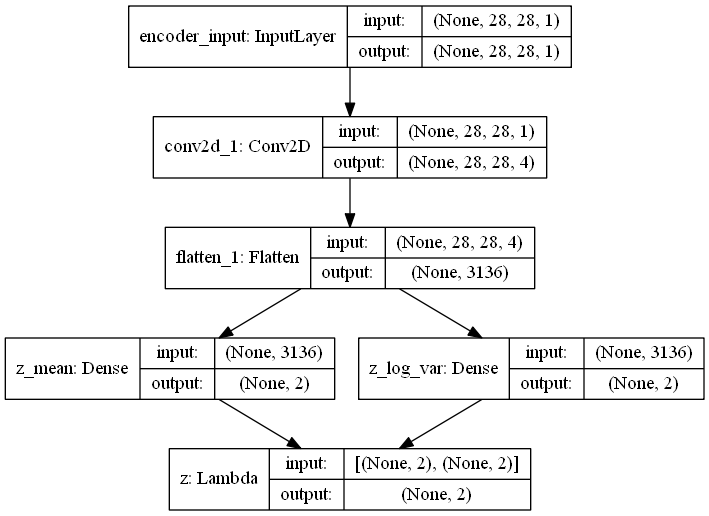 encoder_input: InputLayer
input: (None, 28, 28, 1)
output: (None, 28, 28, 1)
conv2d_1: Conv2D
input: (None, 28, 28, 1)
output: (None, 28, 28, 4)
flatten_1: Flatten
input: (None, 28, 28, 4)
output: (None, 3136)
z_mean: Dense
input: (None, 3136)
output: (None, 2)
z_log_var: Dense
input: (None, 3136)
output: (None, 2)
z: Lambda
input: [(None, 2), (None, 2)]
output: (None, 2)